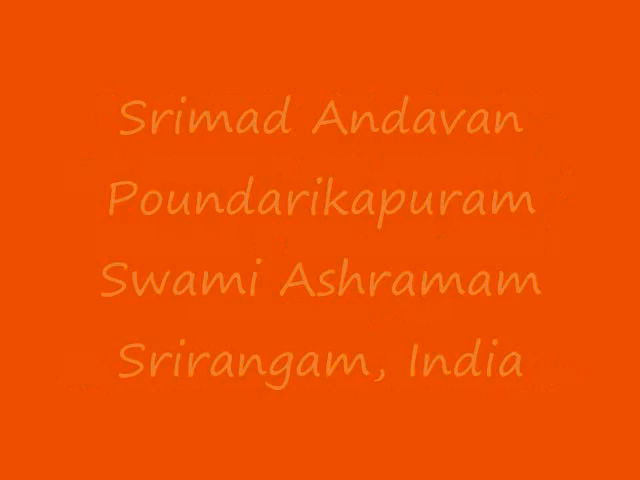 Srimad Andavan
Poundarikapuram
Swami Ashramam
Srirangam, India